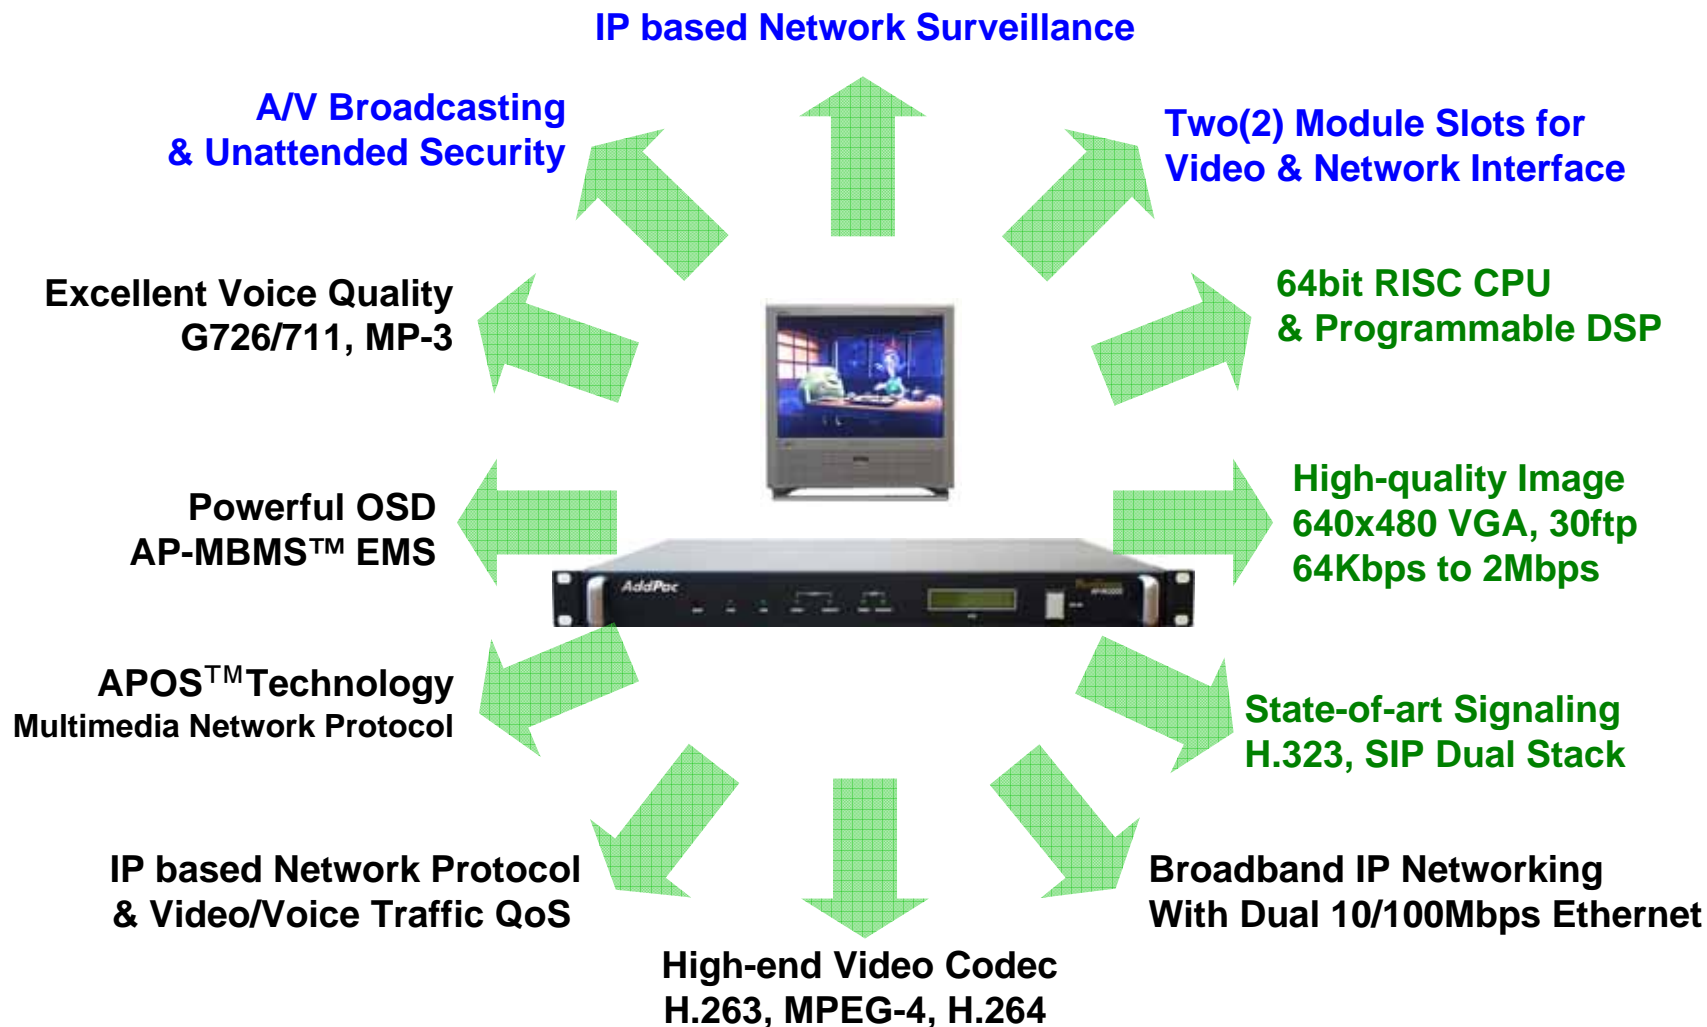 IP based Network Surveillance
A/V Broadcasting
& Unattended Security
Two(2) Module Slots for
Video & Network Interface
Excellent Voice Quality
G726/711, MP-3
64bit RISC CPU
& Programmable DSP
Powerful OSD
AP-MBMS™ EMS
High-quality Image
640x480 VGA, 30ftp
64Kbps to 2Mbps
AddPac
APOS™Technology
Multimedia Network Protocol
State-of-art Signaling
H.323, SIP Dual Stack
IP based Network Protocol
& Video/Voice Traffic QoS
Broadband IP Networking
With Dual 10/100Mbps Ethernet
High-end Video Codec
H.263, MPEG-4, H.264